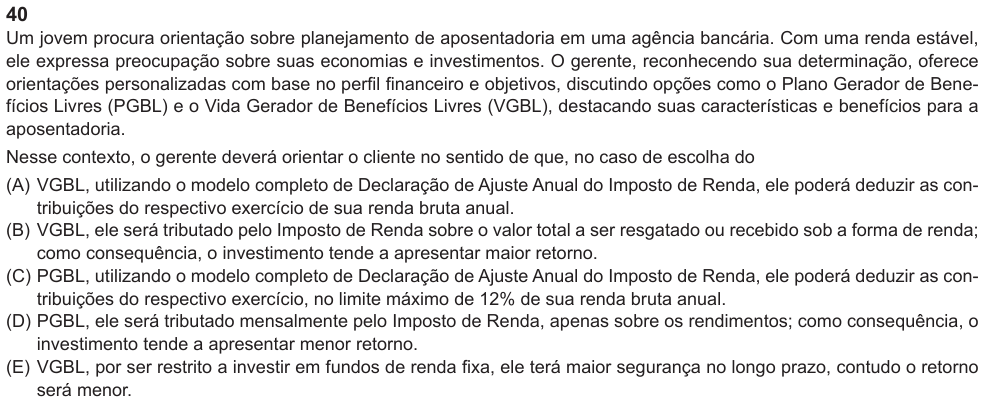 40
Um jovem procura orientação sobre planejamento de aposentadoria em uma agência bancária. Com uma renda estável,
ele expressa preocupação sobre suas economias e investimentos. O gerente, reconhecendo sua determinação, oferece
orientações personalizadas com base no perfil financeiro e objetivos, discutindo opções como o Plano Gerador de Bene-
fícios Livres (PGBL) e o Vida Gerador de Benefícios Livres (VGBL), destacando suas características e benefícios para a
aposentadoria.
Nesse contexto, o gerente deverá orientar o cliente no sentido de que, no caso de escolha do
(A) VGBL, utilizando o modelo completo de Declaração de Ajuste Anual do Imposto de Renda, ele poderá deduzir as con-
tribuições do respectivo exercício de sua renda bruta anual.
(B) VGBL, ele será tributado pelo Imposto de Renda sobre o valor total a ser resgatado ou recebido sob a forma de renda;
como consequência, o investimento tende a apresentar maior retorno.
(C) PGBL, utilizando o modelo completo de Declaração de Ajuste Anual do Imposto de Renda, ele poderá deduzir as con-
tribuições do respectivo exercício, no limite máximo de 12% de sua renda bruta anual.
(D) PGBL, ele será tributado mensalmente pelo Imposto de Renda, apenas sobre os rendimentos; como consequência, o
investimento tende a apresentar menor retorno.
(E) VGBL, por ser restrito a investir em fundos de renda fixa, ele terá maior segurança no longo prazo, contudo o retorno
será menor.